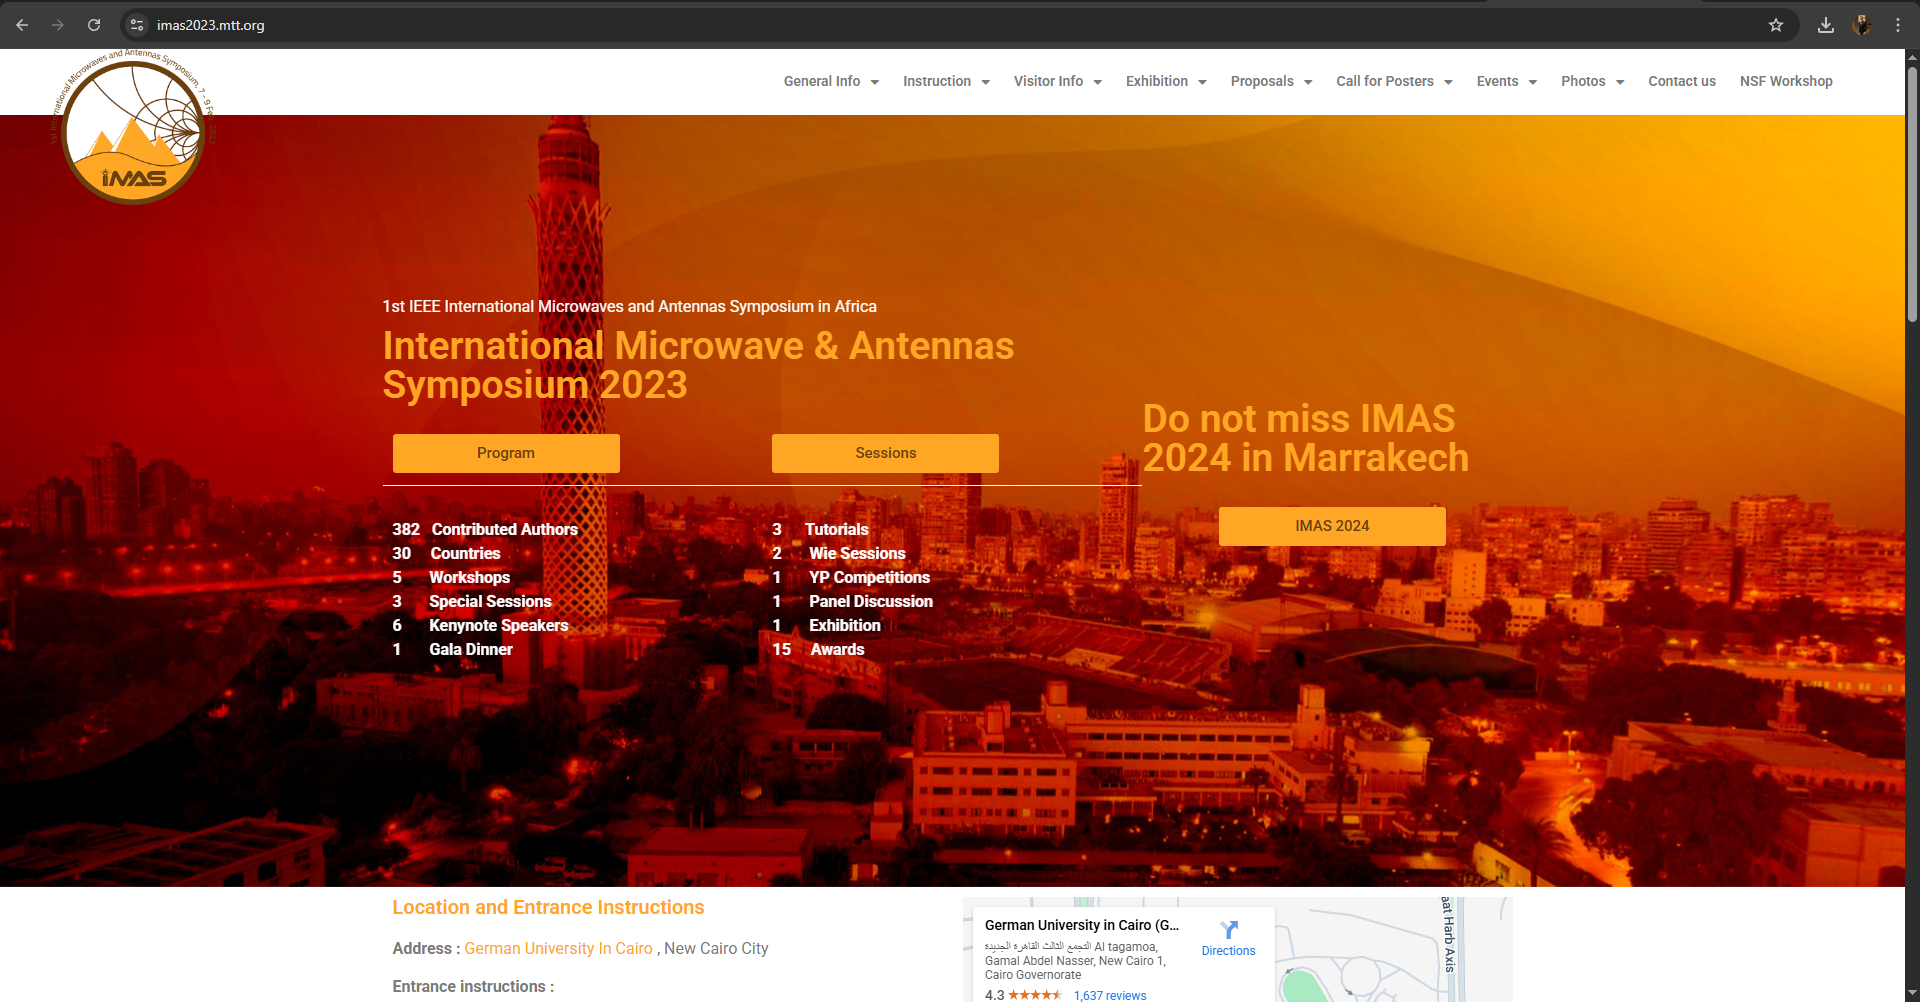 imas2023.mtt.org
1st International Microwaves and Antennas Symposium, 7 - 9 Feb, 2023
iMAS
General Info
Instruction
Visitor Info
Exhibition
Proposals
Call for Posters
Events
Photos
Contact us
NSF Workshop
1st IEEE International Microwaves and Antennas Symposium in Africa
International Microwave & Antennas
Symposium 2023
Program
Sessions
382 Contributed Authors
30 Countries
5 Workshops
3 Special Sessions
6 Kenynote Speakers
1 Gala Dinner
3 Tutorials
2 Wie Sessions
1 YP Competitions
1 Panel Discussion
1 Exhibition
15 Awards
Do not miss IMAS
2024 in Marrakech
IMAS 2024
Location and Entrance Instructions
Address : German University In Cairo , New Cairo City
Entrance instructions :
German University in Cairo (G...
التجمع الثالث القاهرة الجديدة Al tagamoa,
Gamal Abdel Nasser, New Cairo 1,
Cairo Governorate
4.3
1,637 reviews
Directions
aat Harb Axis